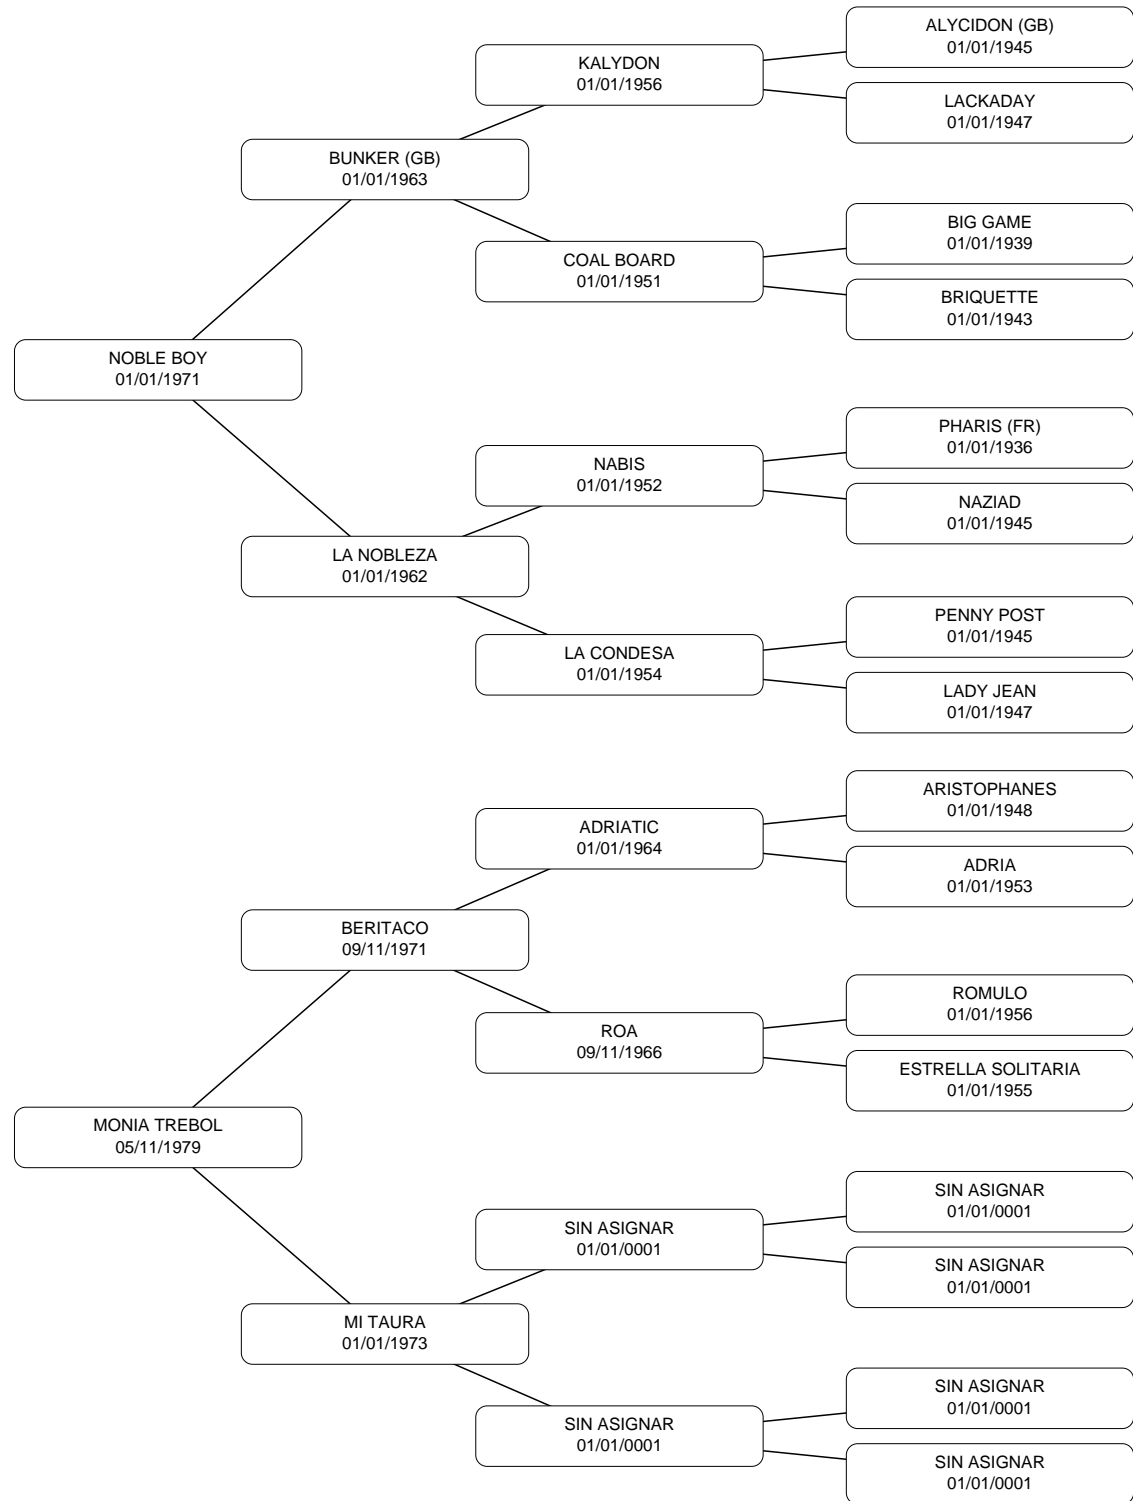 ALYCIDON (GB)
01/01/1945
KALYDON
01/01/1956
LACKADAY
01/01/1947
BUNKER (GB)
01/01/1963
BIG GAME
01/01/1939
COAL BOARD
01/01/1951
BRIQUETTE
01/01/1943
NOBLE BOY
01/01/1971
PHARIS (FR)
01/01/1936
NABIS
01/01/1952
NAZIAD
01/01/1945
LA NOBLEZA
01/01/1962
PENNY POST
01/01/1945
LA CONDESA
01/01/1954
LADY JEAN
01/01/1947
ARISTOPHANES
01/01/1948
ADRIATIC
01/01/1964
ADRIA
01/01/1953
BERITACO
09/11/1971
ROMULO
01/01/1956
ROA
09/11/1966
ESTRELLA SOLITARIA
01/01/1955
MONIA TREBOL
05/11/1979
SIN ASIGNAR
01/01/0001
SIN ASIGNAR
01/01/0001
SIN ASIGNAR
01/01/0001
MI TAURA
01/01/1973
SIN ASIGNAR
01/01/0001
SIN ASIGNAR
01/01/0001
SIN ASIGNAR
01/01/0001